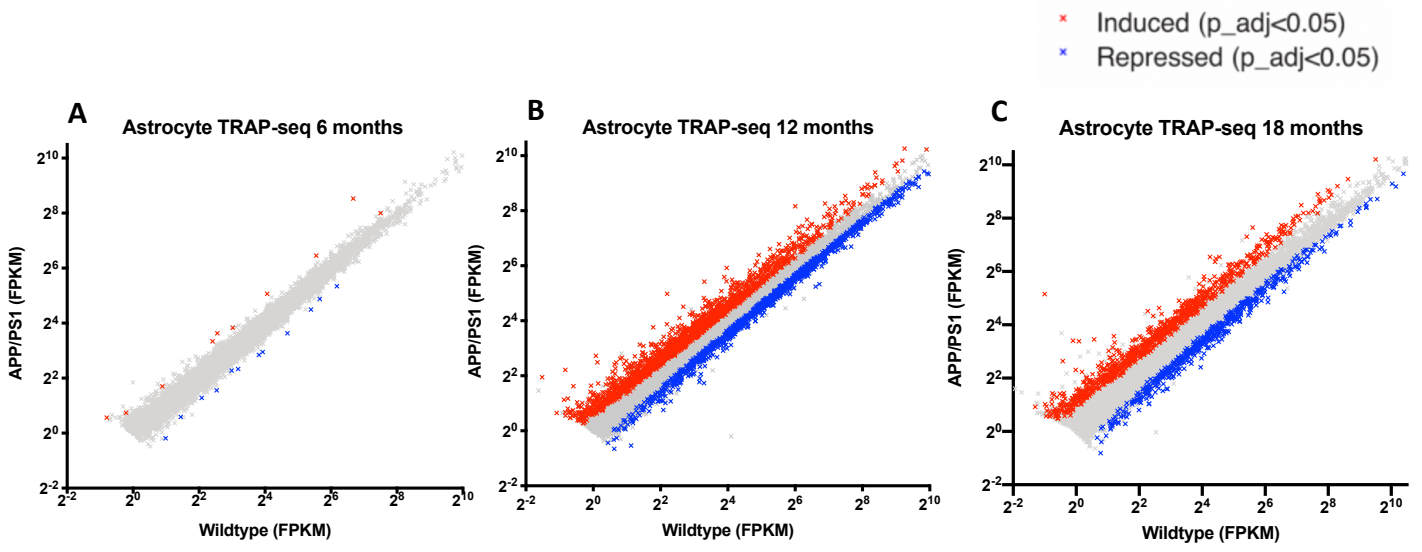 × Induced (p_adj<0.05)
× Repressed (p_adj<0.05)
A
Astrocyte TRAP-seq 6 months
APP/PS1 (FPKM)
2^10
2^8
2^6
2^4
2^2
2^0
2^-2
2^-2 2^0 2^2 2^4 2^6 2^8 2^10
Wildtype (FPKM)
B
Astrocyte TRAP-seq 12 months
APP/PS1 (FPKM)
2^10
2^8
2^6
2^4
2^2
2^0
2^-2
2^-2 2^0 2^2 2^4 2^6 2^8 2^10
Wildtype (FPKM)
C
Astrocyte TRAP-seq 18 months
APP/PS1 (FPKM)
2^10
2^8
2^6
2^4
2^2
2^0
2^-2
2^-2 2^0 2^2 2^4 2^6 2^8 2^10
Wildtype (FPKM)